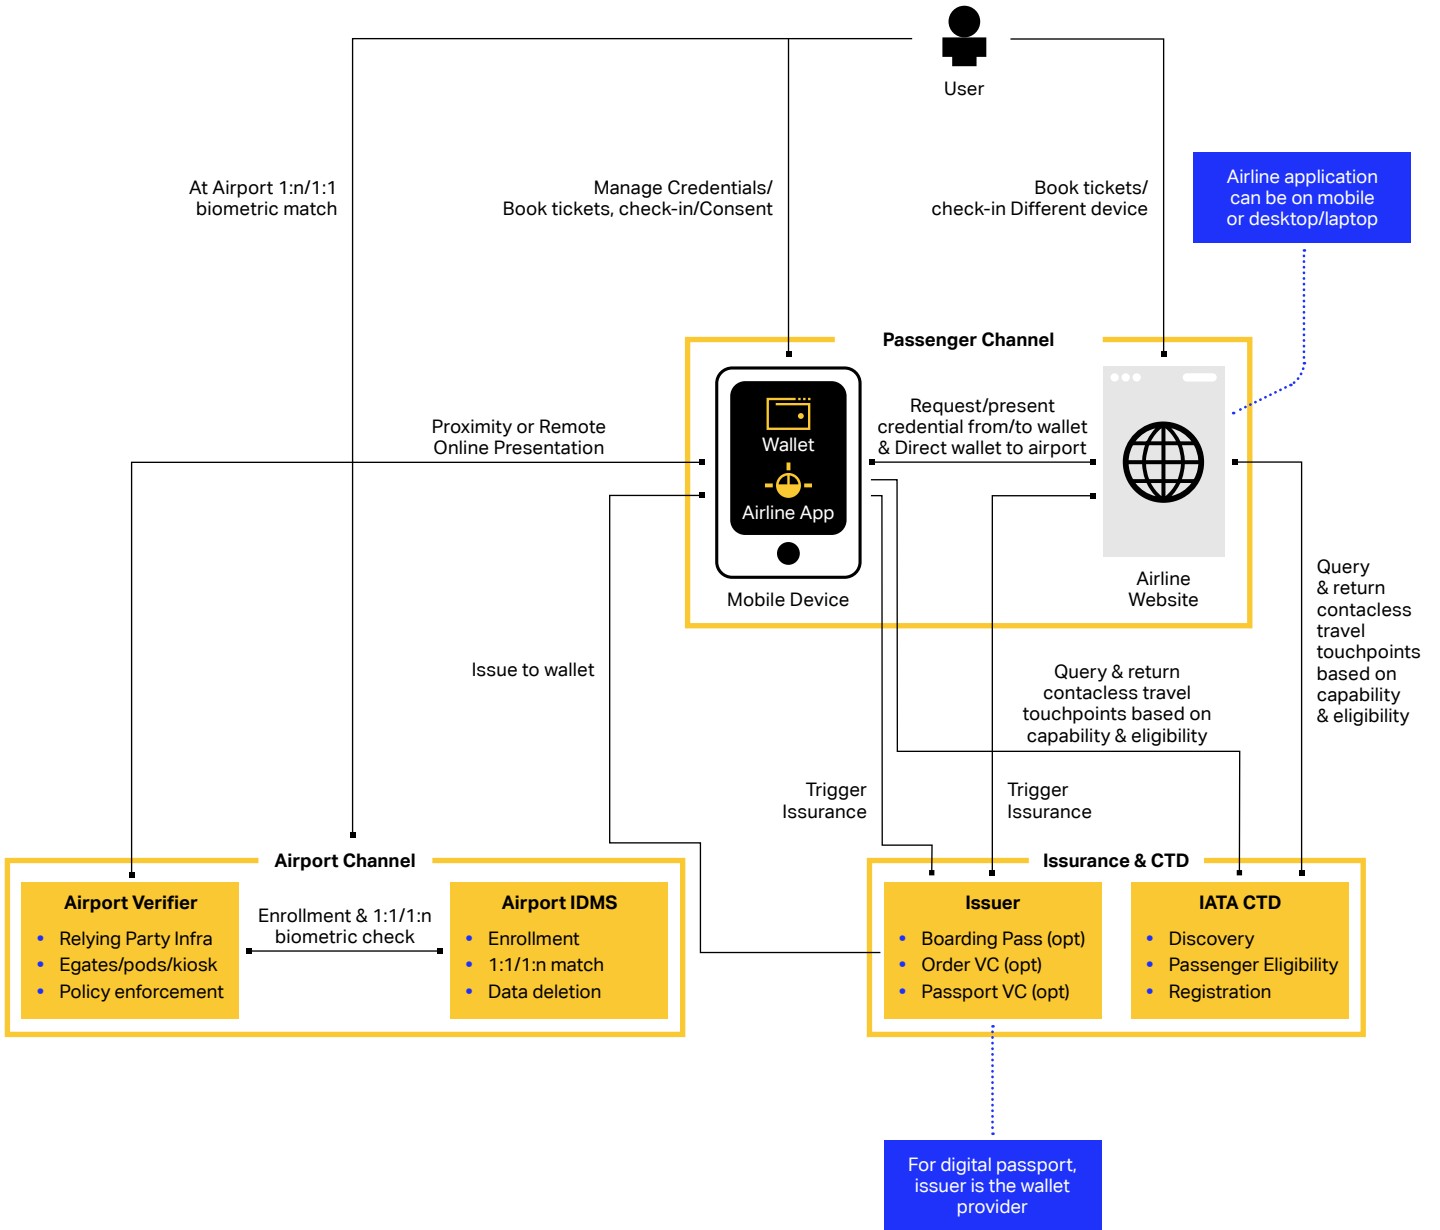 User
At Airport 1:n/1:1
biometric match
Manage Credentials/
Book tickets, check-in/Consent
Book tickets/
check-in Different device
Airline application
can be on mobile
or desktop/laptop
Passenger Channel
Proximity or Remote
Online Presentation
Wallet
Airline App
Mobile Device
Request/present
credential from/to wallet
& Direct wallet to airport
Airline
Website
Query
& return
contacless
travel
touchpoints
based on
capability
& eligibility
Issue to wallet
Query & return
contacless travel
touchpoints based on
capability & eligibility
Trigger
Issurance
Trigger
Issurance
Airport Channel
Airport Verifier
• Relying Party Infra
• Egates/pods/kiosk
• Policy enforcement
Enrollment & 1:1/1:n
biometric check
Airport IDMS
• Enrollment
• 1:1/1:n match
• Data deletion
Issurance & CTD
Issuer
• Boarding Pass (opt)
• Order VC (opt)
• Passport VC (opt)
IATA CTD
• Discovery
• Passenger Eligibility
• Registration
For digital passport,
issuer is the wallet
provider